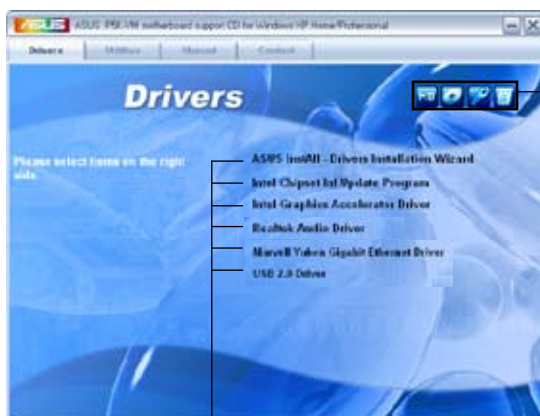 ASUS P5K-VM motherboard support CD for Windows XP Home/Professional
Drivers
Utilities
Manual
Contact
Drivers
Please select items on the right
side.
ASUS InstAll - Drivers Installation Wizard
Intel Chipset Inf Update Program
Intel Graphics Accelerator Driver
Realtek Audio Driver
Marvell Yukon Gigabit Ethernet Driver
USB 2.0 Driver